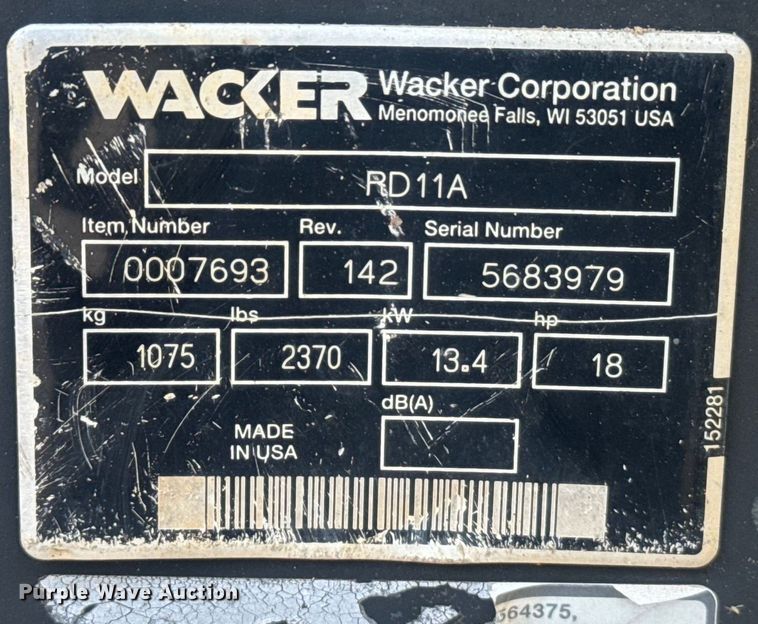 WACKER
Wacker Corporation
Menomonee Falls, WI 53051 USA
Model RD11A
Item Number Rev. Serial Number
0007693 142 5683979
kg lbs kW hp
1075 2370 13.4 18
dB(A)
MADE
IN USA
152281
Purple Wave Auction
564375,